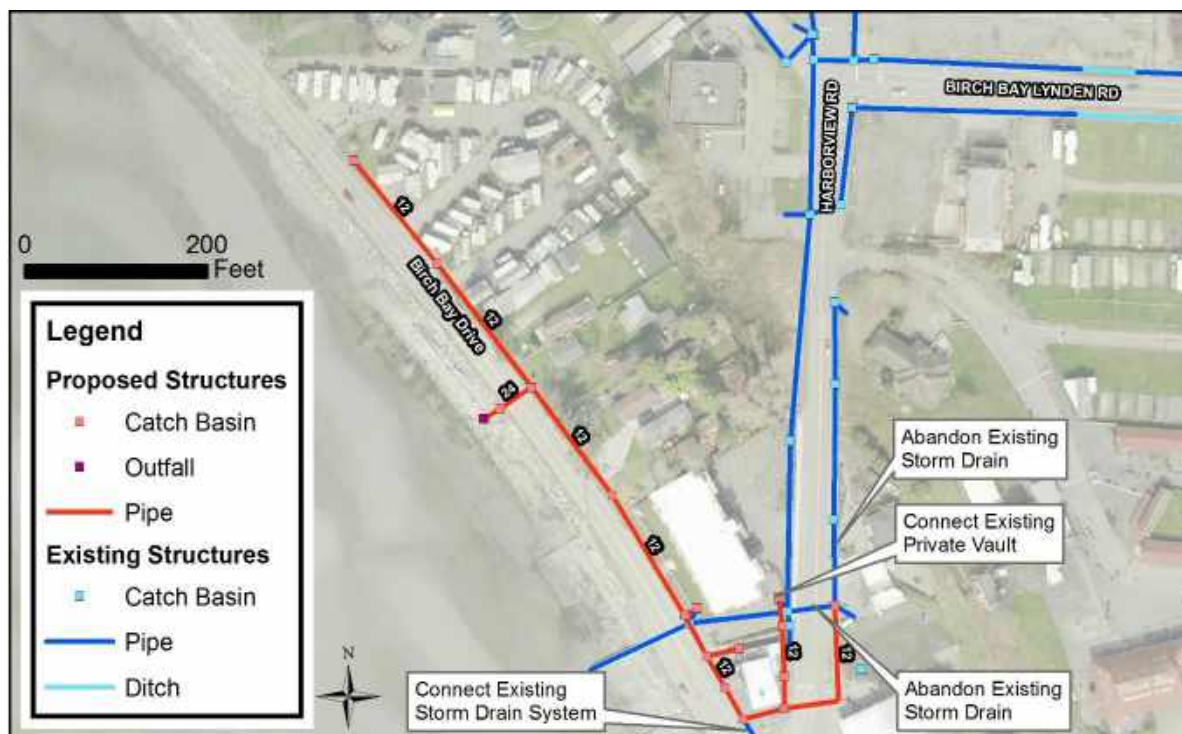 BIRCH BAY LYNDEN RD
HARBORVIEW RD
12
0 200
Feet
12
Birch Bay Drive
24
Legend
Proposed Structures
Catch Basin
Outfall
Pipe
Existing Structures
Catch Basin
Pipe
Ditch
12
12
Abandon Existing
Storm Drain
Connect Existing
Private Vault
12
12
12
N
Connect Existing
Storm Drain System
Abandon Existing
Storm Drain